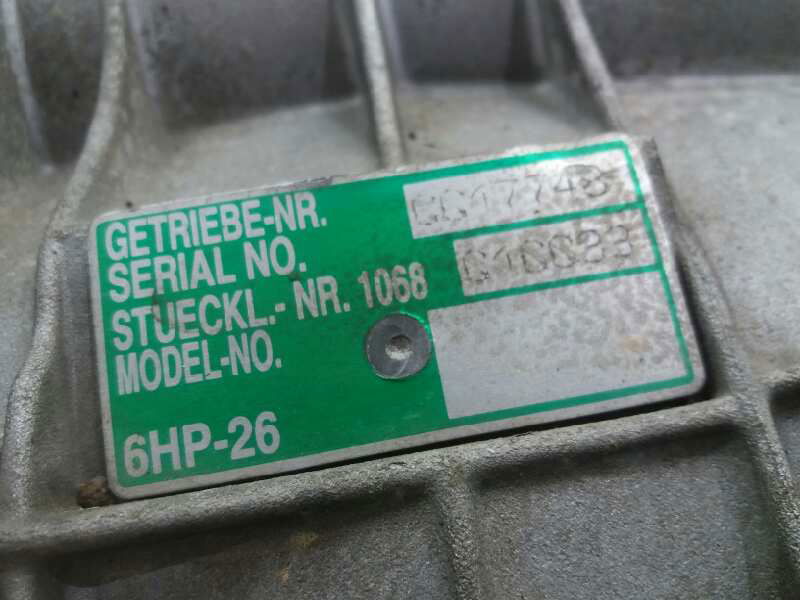 GETRIEBE-NR.
SERIAL NO.
STUECKL.- NR. 1068
MODEL-NO.
6HP-26